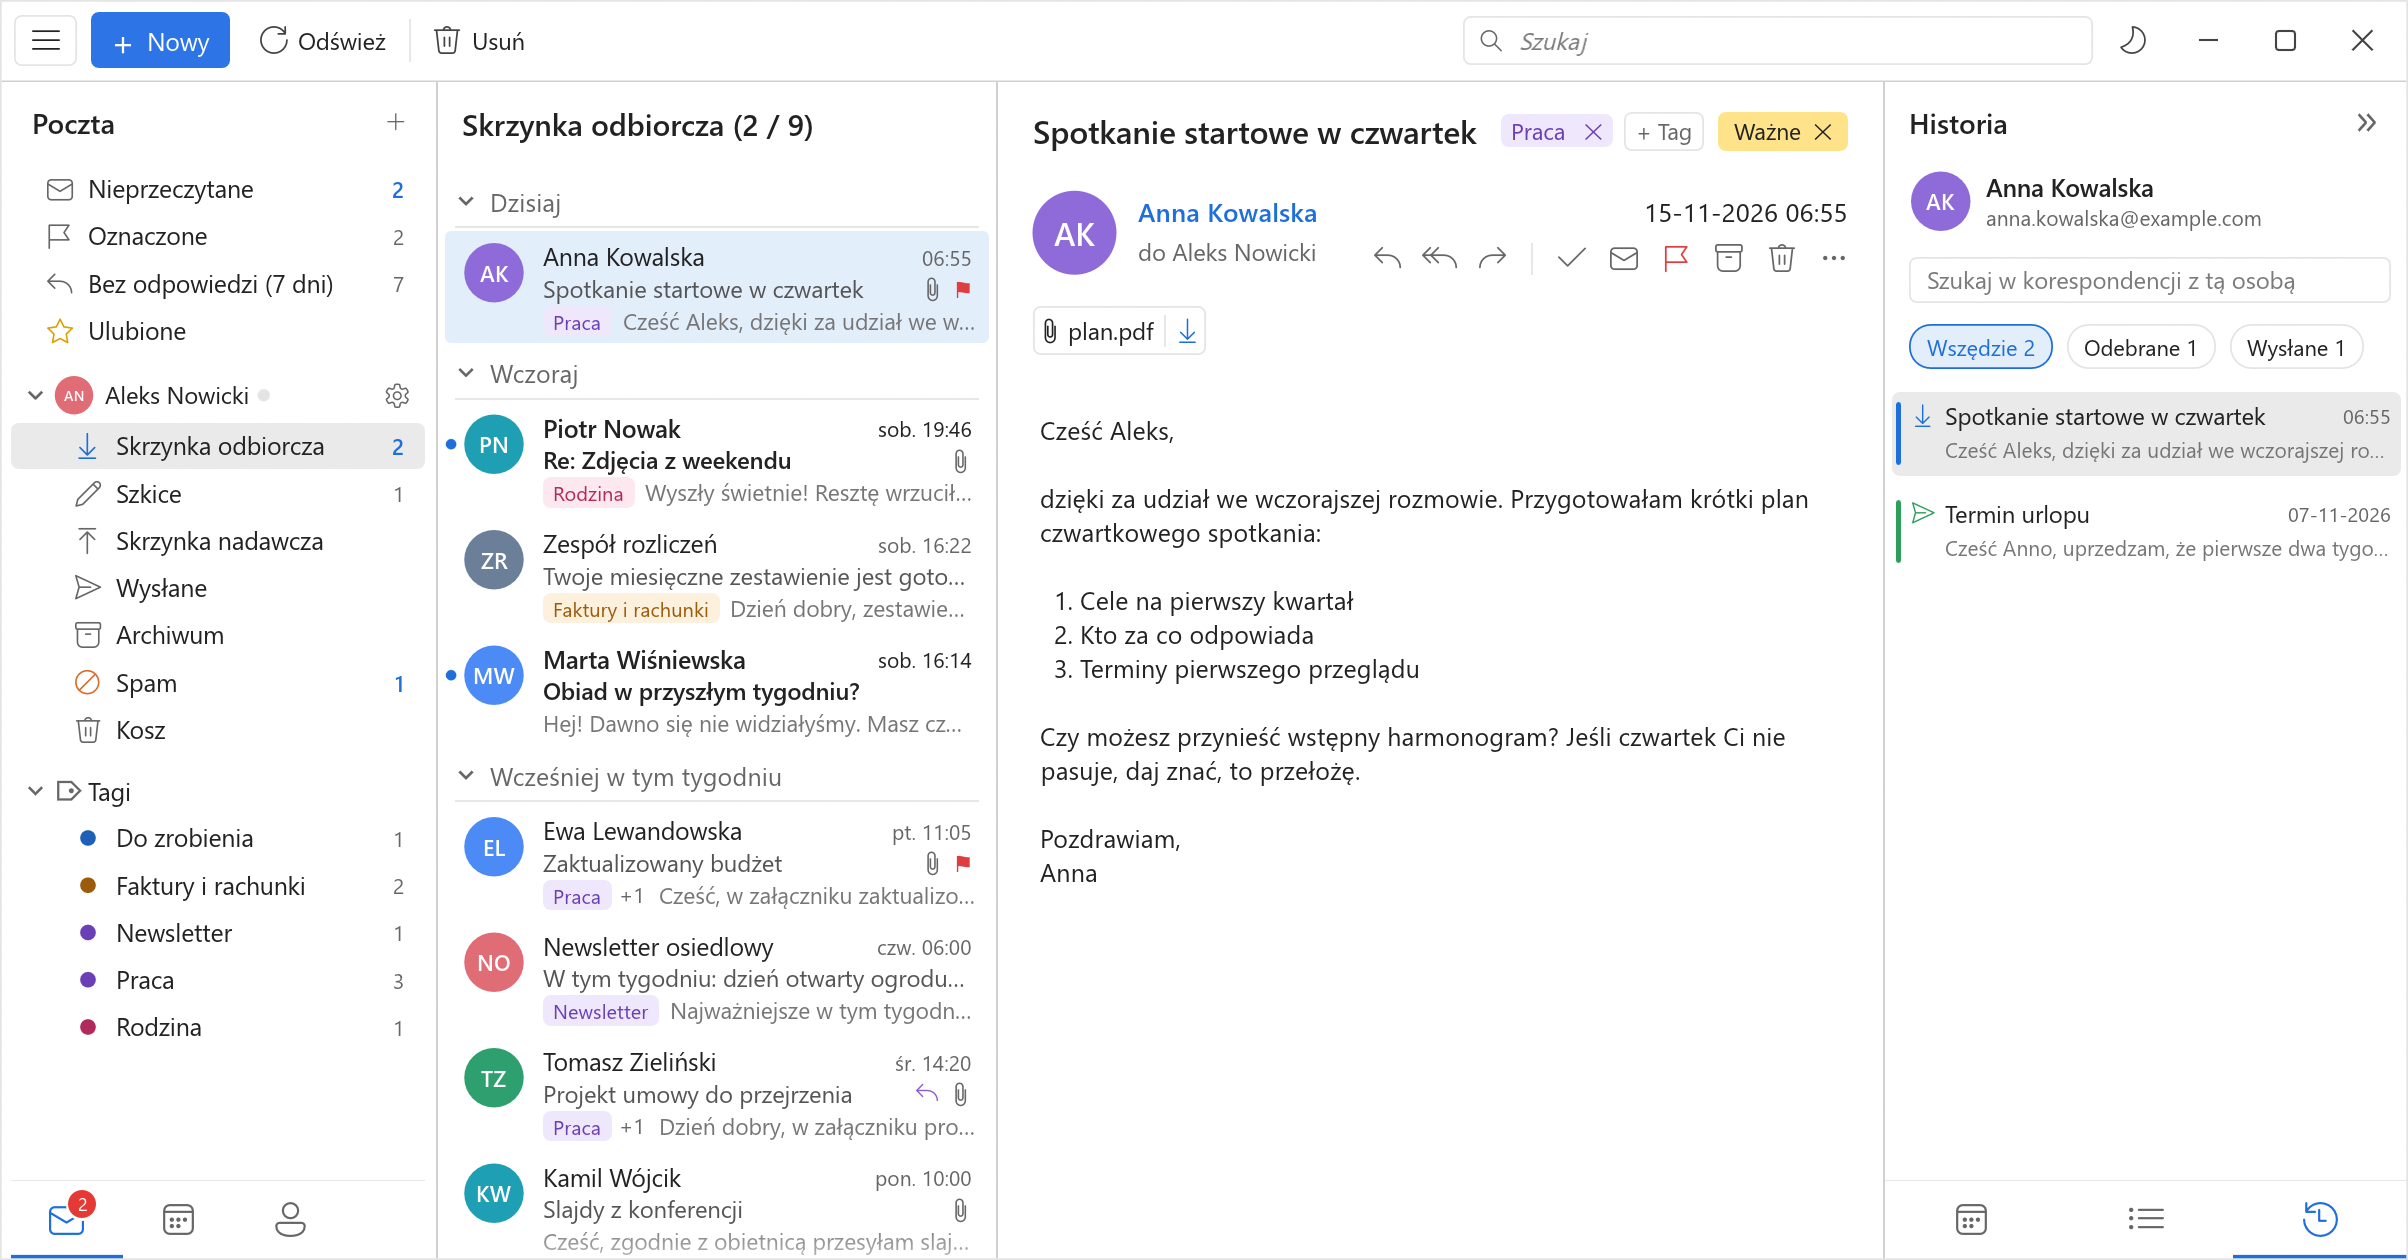 + Nowy
Odśwież
Usuń
Szukaj
Poczta
Nieprzeczytane 2
Oznaczone 2
Bez odpowiedzi (7 dni) 7
Ulubione
AN Aleks Nowicki
Skrzynka odbiorcza 2
Szkice 1
Skrzynka nadawcza
Wysłane
Archiwum
Spam 1
Kosz
Tagi
Do zrobienia 1
Faktury i rachunki 2
Newsletter 1
Praca 3
Rodzina 1
2
Skrzynka odbiorcza (2 / 9)
Dzisiaj
AK Anna Kowalska 06:55
Spotkanie startowe w czwartek
Praca Cześć Aleks, dzięki za udział we w...
Wczoraj
PN Piotr Nowak sob. 19:46
Re: Zdjęcia z weekendu
Rodzina Wyszły świetnie! Resztę wrzucił...
ZR Zespół rozliczeń sob. 16:22
Twoje miesięczne zestawienie jest goto...
Faktury i rachunki Dzień dobry, zestawie...
MW Marta Wiśniewska sob. 16:14
Obiad w przyszłym tygodniu?
Hej! Dawno się nie widziałyśmy. Masz cz...
Wcześniej w tym tygodniu
EL Ewa Lewandowska pt. 11:05
Zaktualizowany budżet
Praca +1 Cześć, w załączniku zaktualizo...
NO Newsletter osiedlowy czw. 06:00
W tym tygodniu: dzień otwarty ogrodu...
Newsletter Najważniejsze w tym tygodn...
TZ Tomasz Zieliński śr. 14:20
Projekt umowy do przejrzenia
Praca +1 Dzień dobry, w załączniku pro...
KW Kamil Wójcik pon. 10:00
Slajdy z konferencji
Cześć, zgodnie z obietnicą przesyłam slaj...
Spotkanie startowe w czwartek Praca + Tag Ważne
AK Anna Kowalska 15-11-2026 06:55
do Aleks Nowicki
plan.pdf
Cześć Aleks,
dzięki za udział we wczorajszej rozmowie. Przygotowałam krótki plan
czwartkowego spotkania:
1. Cele na pierwszy kwartał
2. Kto za co odpowiada
3. Terminy pierwszego przeglądu
Czy możesz przynieść wstępny harmonogram? Jeśli czwartek Ci nie
pasuje, daj znać, to przełożę.
Pozdrawiam,
Anna
Historia
AK Anna Kowalska
anna.kowalska@example.com
Szukaj w korespondencji z tą osobą
Wszędzie 2 Odebrane 1 Wysłane 1
Spotkanie startowe w czwartek 06:55
Cześć Aleks, dzięki za udział we wczorajszej ro...
Termin urlopu 07-11-2026
Cześć Anno, uprzedzam, że pierwsze dwa tygo...